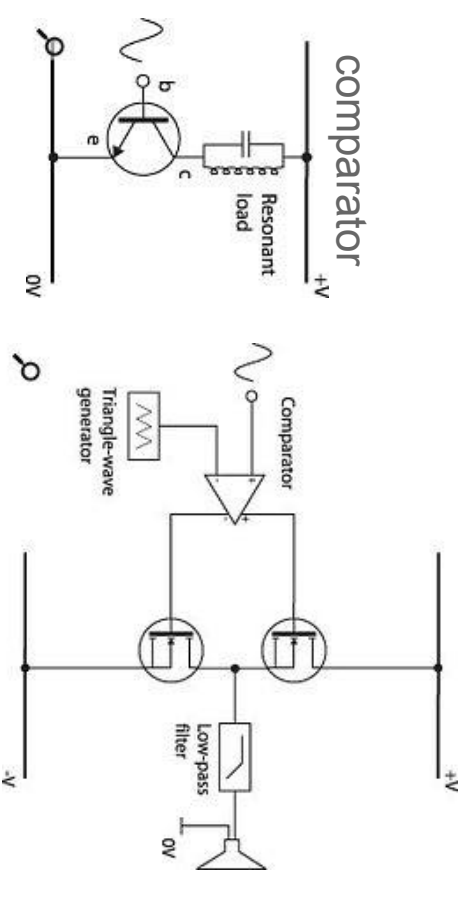 comparator
+V
Resonant
load
c
b
e
0V
+V
Comparator
+
-
+
-
Triangle-wave
generator
Low-pass
filter
0V
-V